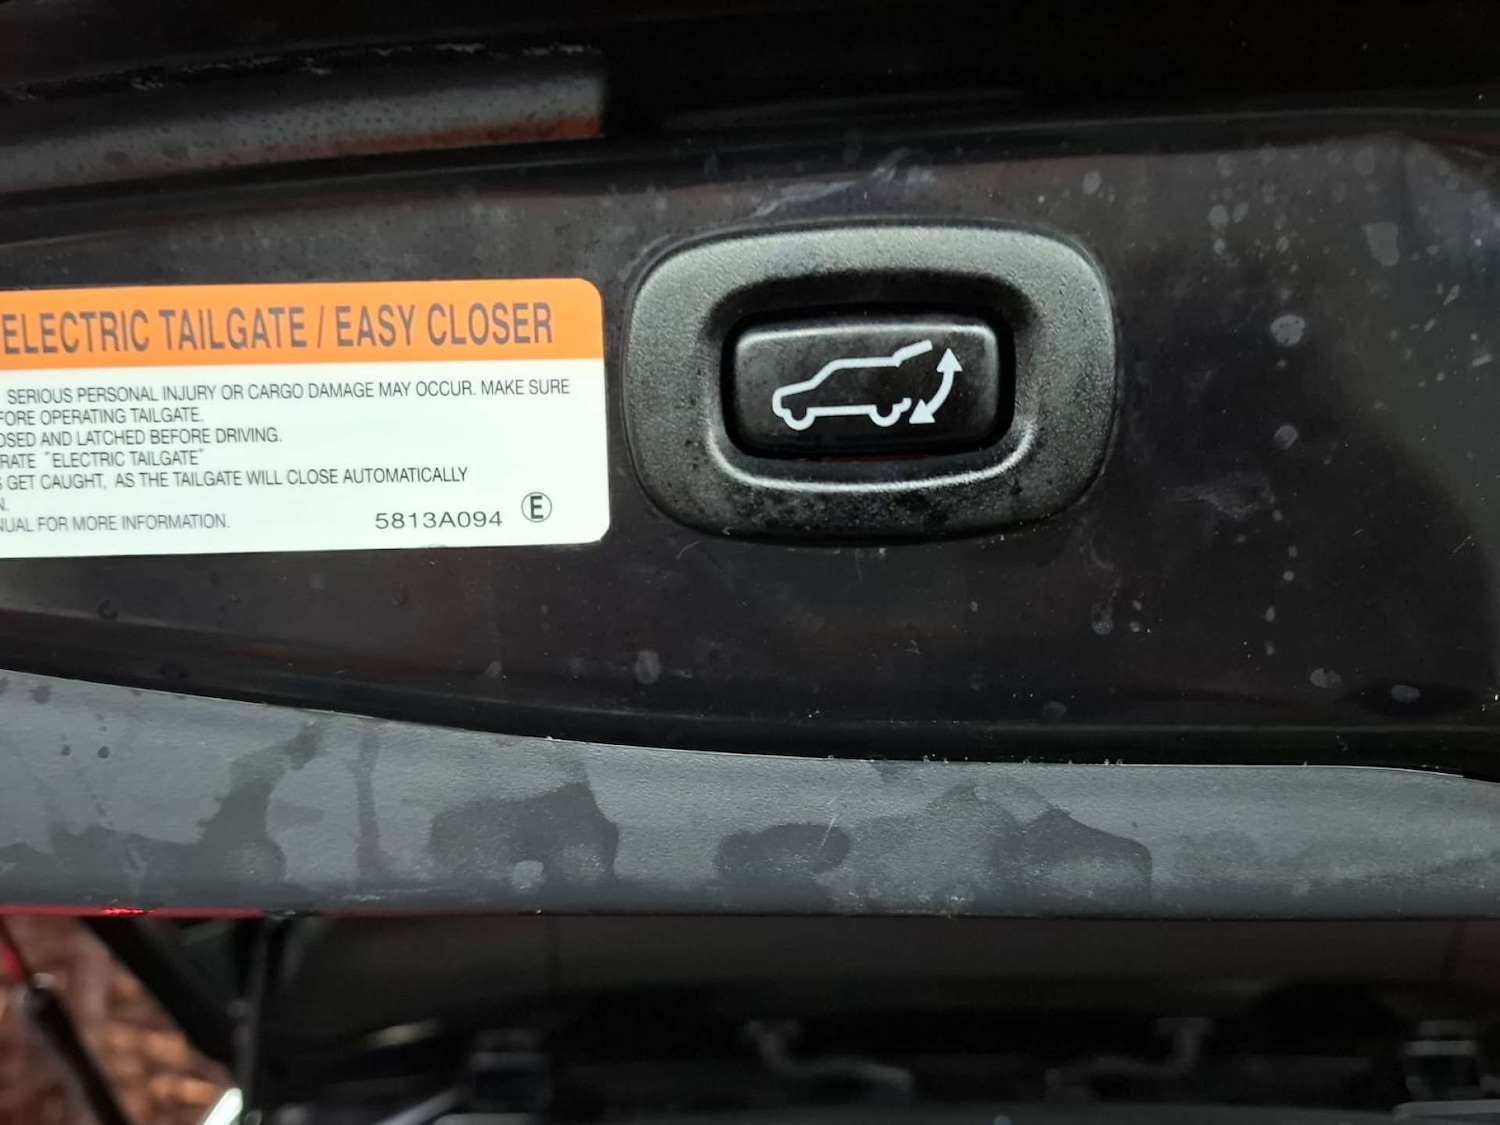 ELECTRIC TAILGATE / EASY CLOSER
SERIOUS PERSONAL INJURY OR CARGO DAMAGE MAY OCCUR. MAKE SURE
FORE OPERATING TAILGATE.
OSED AND LATCHED BEFORE DRIVING.
RATE "ELECTRIC TAILGATE"
GET CAUGHT, AS THE TAILGATE WILL CLOSE AUTOMATICALLY
N.
NUAL FOR MORE INFORMATION.
5813A094 E